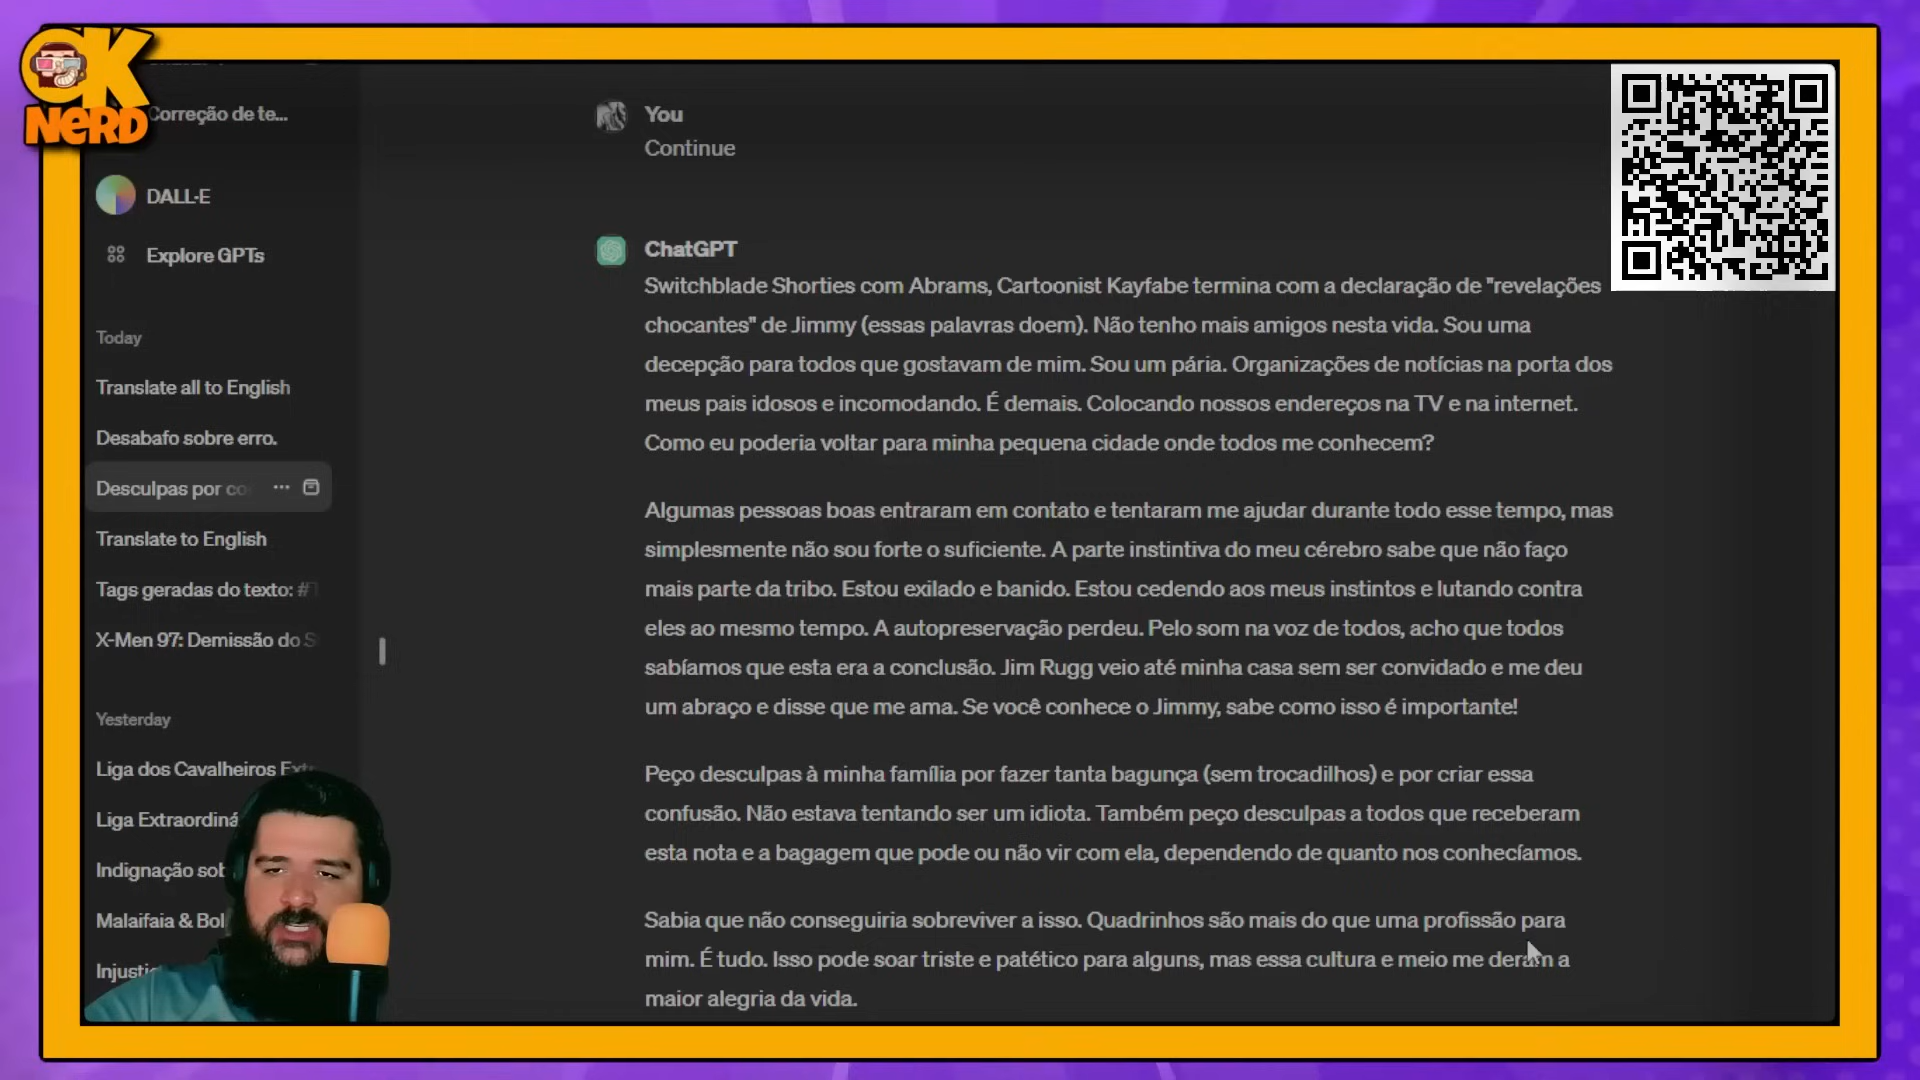 OK
NERD
Correção de te...
DALL·E
Explore GPTs
Today
Translate all to English
Desabafo sobre erro.
Desculpas por co
Translate to English
Tags geradas do texto: #
X-Men 97: Demissão do S
Yesterday
Liga dos Cavalheiros Ext
Liga Extraordiná
Indignação sob
Malaifaia & Bol
Injusti
You
Continue
ChatGPT
Switchblade Shorties com Abrams, Cartoonist Kayfabe termina com a declaração de "revelações
chocantes" de Jimmy (essas palavras doem). Não tenho mais amigos nesta vida. Sou uma
decepção para todos que gostavam de mim. Sou um pária. Organizações de notícias na porta dos
meus pais idosos e incomodando. É demais. Colocando nossos endereços na TV e na internet.
Como eu poderia voltar para minha pequena cidade onde todos me conhecem?
Algumas pessoas boas entraram em contato e tentaram me ajudar durante todo esse tempo, mas
simplesmente não sou forte o suficiente. A parte instintiva do meu cérebro sabe que não faço
mais parte da tribo. Estou exilado e banido. Estou cedendo aos meus instintos e lutando contra
eles ao mesmo tempo. A autopreservação perdeu. Pelo som na voz de todos, acho que todos
sabíamos que esta era a conclusão. Jim Rugg veio até minha casa sem ser convidado e me deu
um abraço e disse que me ama. Se você conhece o Jimmy, sabe como isso é importante!
Peço desculpas à minha família por fazer tanta bagunça (sem trocadilhos) e por criar essa
confusão. Não estava tentando ser um idiota. Também peço desculpas a todos que receberam
esta nota e a bagagem que pode ou não vir com ela, dependendo de quanto nos conhecíamos.
Sabia que não conseguiria sobreviver a isso. Quadrinhos são mais do que uma profissão para
mim. É tudo. Isso pode soar triste e patético para alguns, mas essa cultura e meio me deram a
maior alegria da vida.